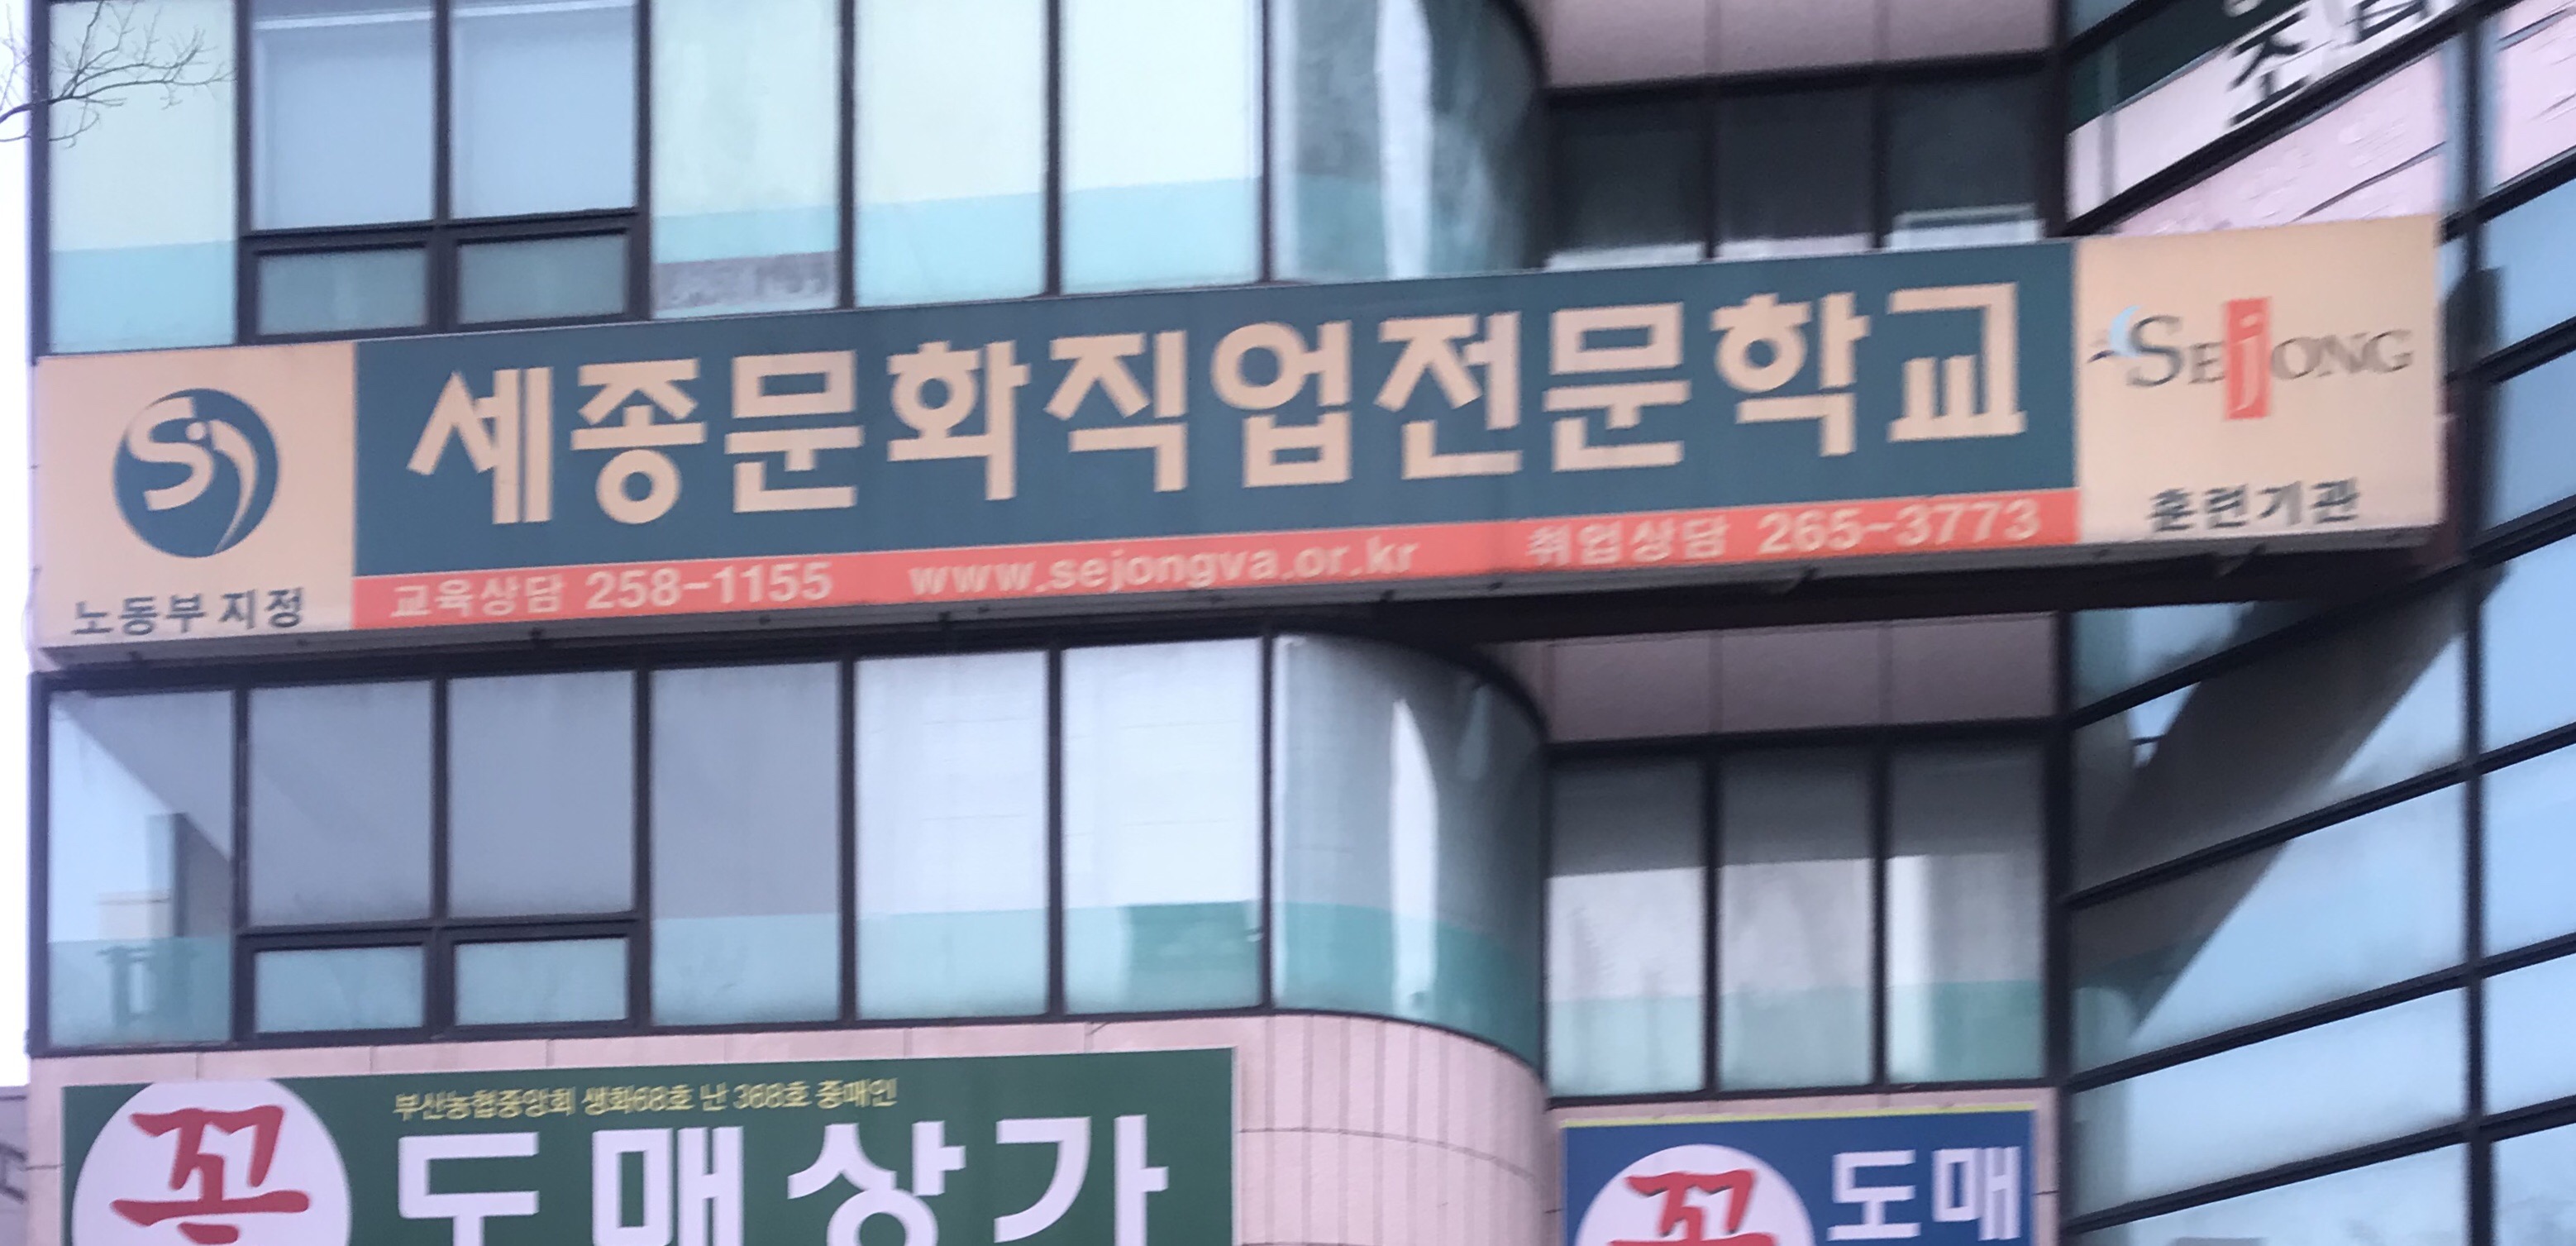 세종문화직업전문학교
SEjONG
노동부 지정
교육상담 258-1155 www.sejongva.or.kr 취업상담 265-3773
훈련기관
부산농협중앙회 생화68호 난 368호 중매인
꽃 도매상가
꽃 도매